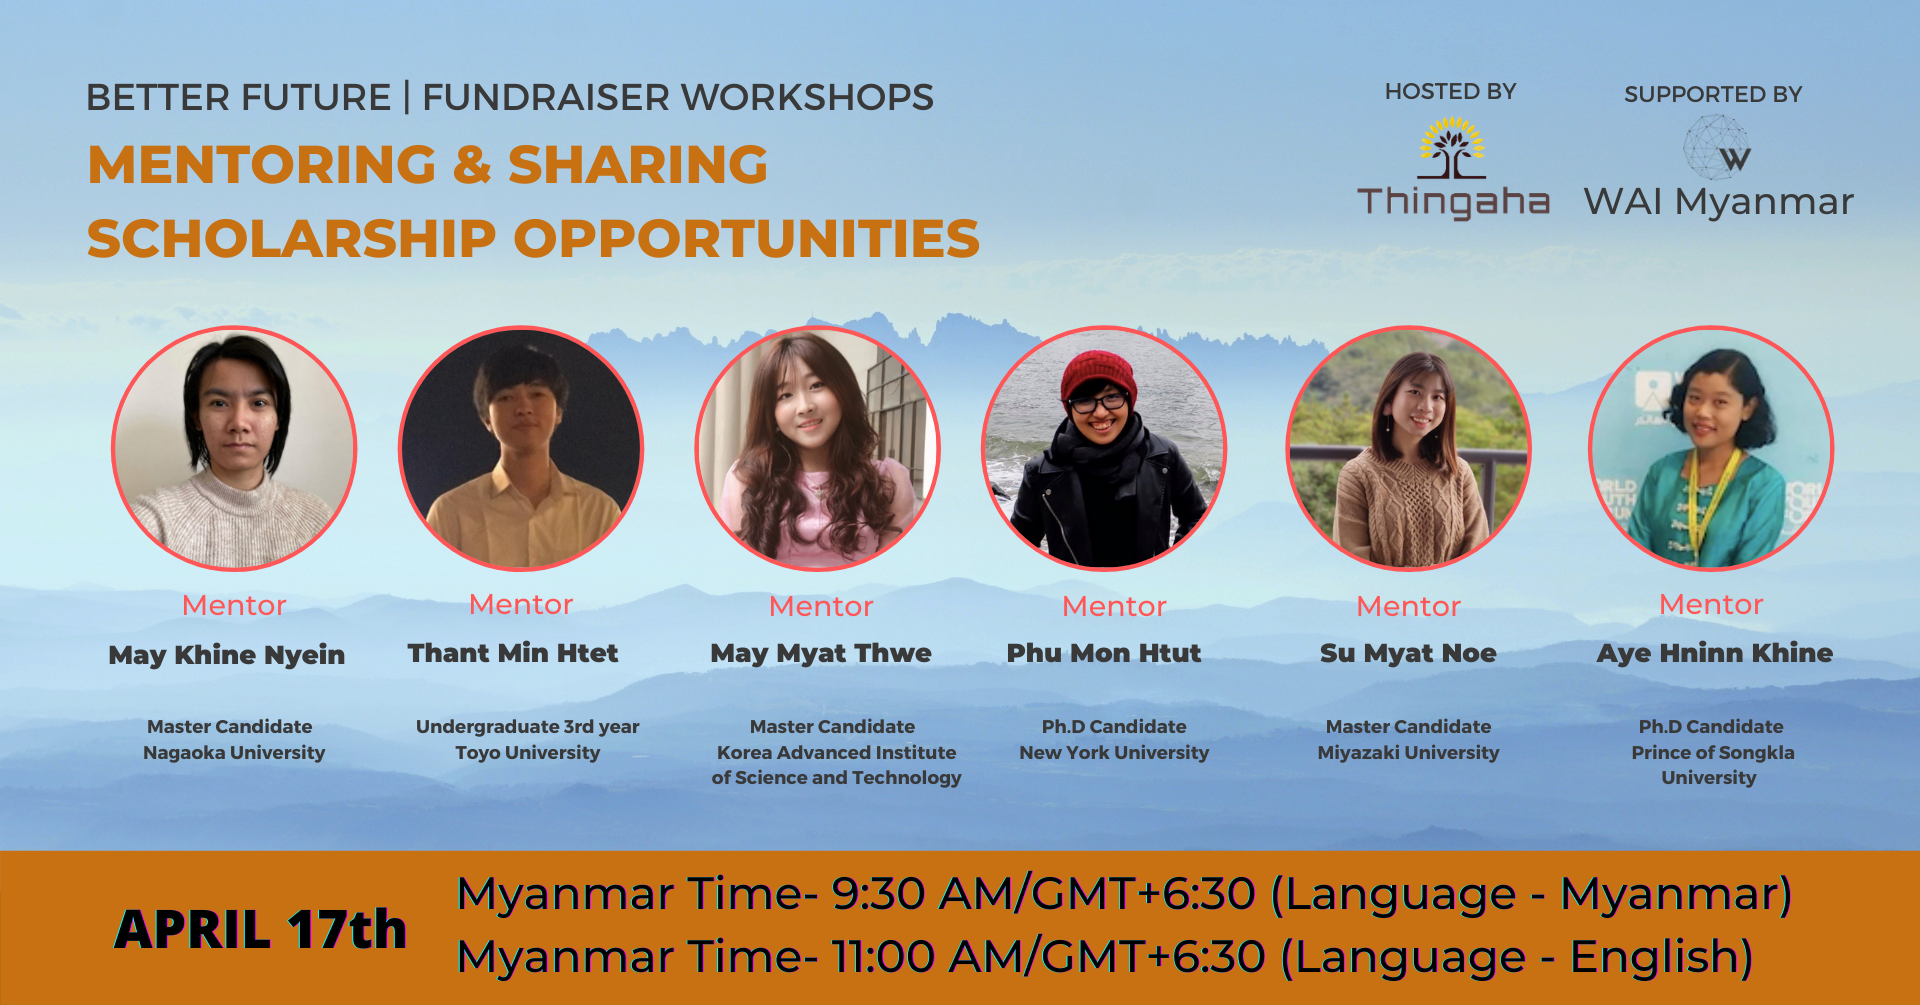 BETTER FUTURE | FUNDRAISER WORKSHOPS
MENTORING & SHARING
SCHOLARSHIP OPPORTUNITIES
HOSTED BY
Thingaha
SUPPORTED BY
W
WAI Myanmar
Mentor
May Khine Nyein
Master Candidate
Nagaoka University
Mentor
Thant Min Htet
Undergraduate 3rd year
Toyo University
Mentor
May Myat Thwe
Master Candidate
Korea Advanced Institute
of Science and Technology
Mentor
Phu Mon Htut
Ph.D Candidate
New York University
Mentor
Su Myat Noe
Master Candidate
Miyazaki University
Mentor
Aye Hninn Khine
Ph.D Candidate
Prince of Songkla
University
APRIL 17th
Myanmar Time- 9:30 AM/GMT+6:30 (Language - Myanmar)
Myanmar Time- 11:00 AM/GMT+6:30 (Language - English)